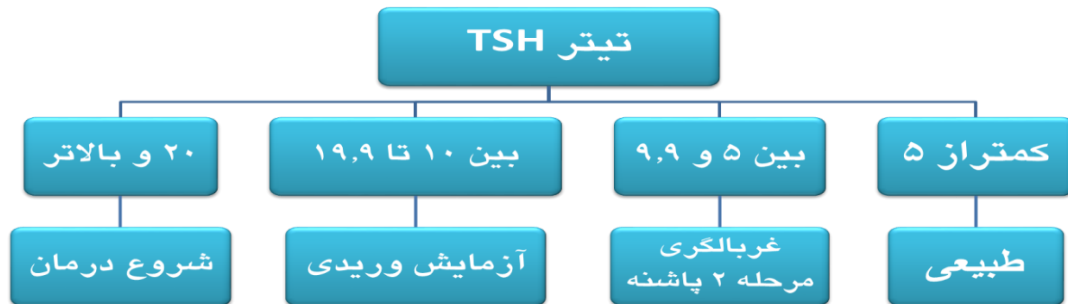 تیتر TSH
کمتراز ۵
بین ۵ و ۹,۹
بین ۱۰ تا ۱۹,۹
۲۰ و بالاتر
طبیعی
غربالگری
مرحله ۲ پاشنه
آزمایش وریدی
شروع درمان